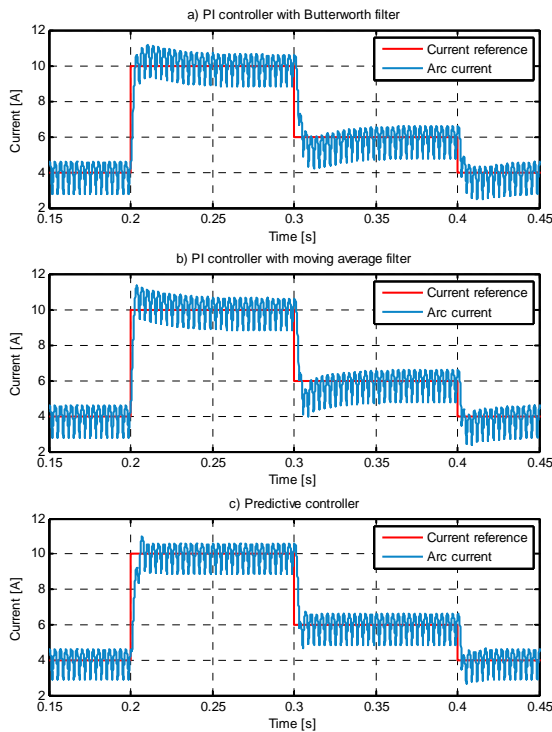 a) PI controller with Butterworth filter
12
10
8
6
4
2
Current [A]
Current reference
Arc current
0.15 0.2 0.25 0.3 0.35 0.4 0.45
Time [s]
b) PI controller with moving average filter
12
10
8
6
4
2
Current [A]
Current reference
Arc current
0.15 0.2 0.25 0.3 0.35 0.4 0.45
Time [s]
c) Predictive controller
12
10
8
6
4
2
Current [A]
Current reference
Arc current
0.15 0.2 0.25 0.3 0.35 0.4 0.45
Time [s]